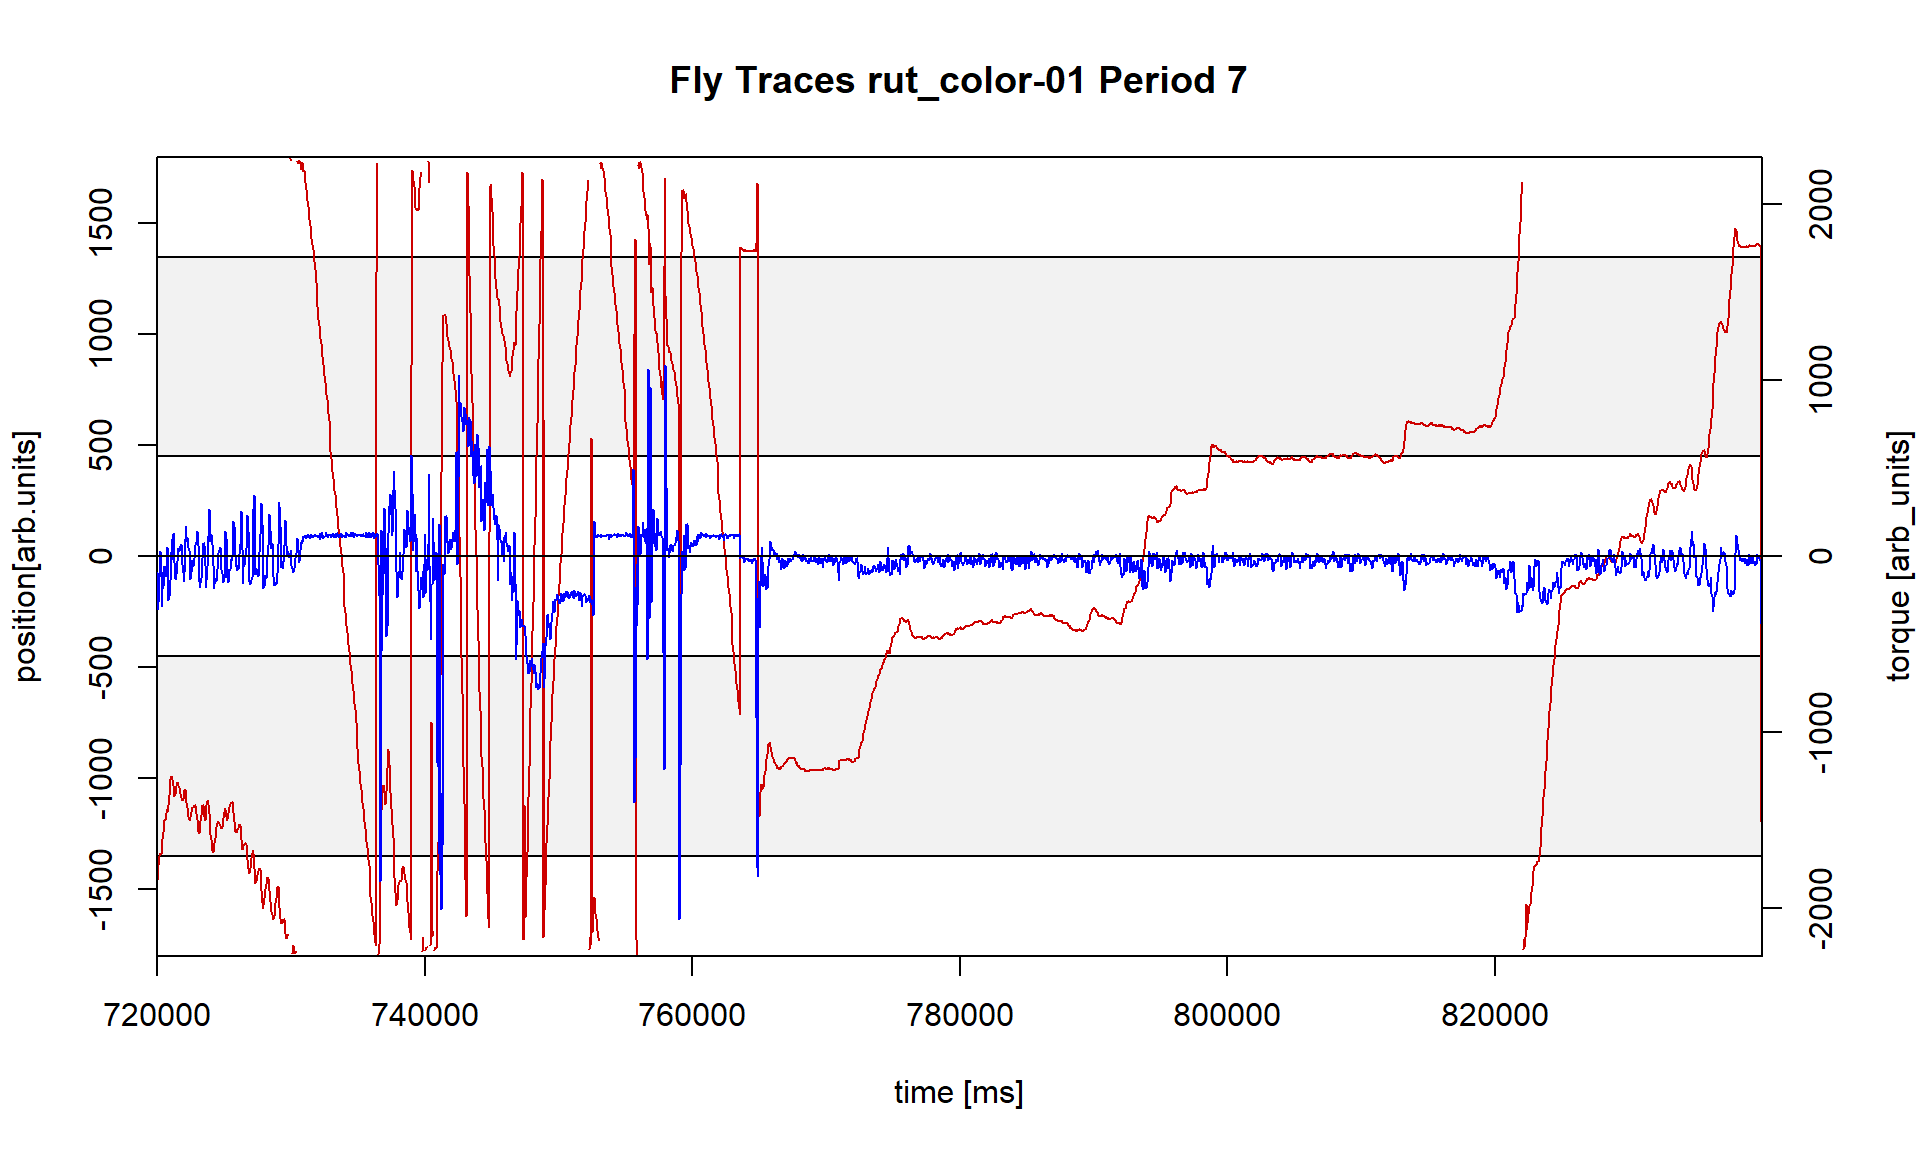 Fly Traces rut_color-01 Period 7
position[arb.units]
1500
1000
500
0
-500
-1000
-1500
2000
1000
0
-1000
-2000
torque [arb_units]
720000 740000 760000 780000 800000 820000
time [ms]